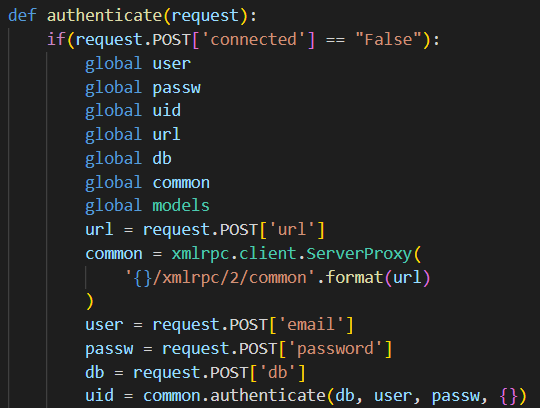 def authenticate(request):
    if(request.POST['connected'] == "False"):
        global user
        global passw
        global uid
        global url
        global db
        global common
        global models
        url = request.POST['url']
        common = xmlrpc.client.ServerProxy(
            '{}/xmlrpc/2/common'.format(url)
        )
        user = request.POST['email']
        passw = request.POST['password']
        db = request.POST['db']
        uid = common.authenticate(db, user, passw, {})